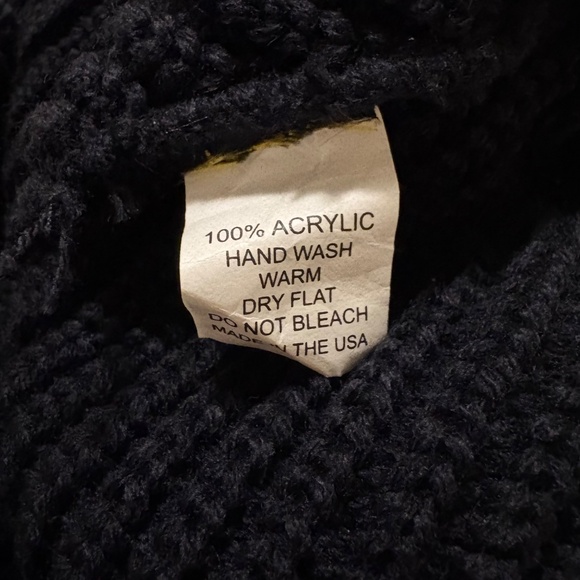 100% ACRYLIC
HAND WASH
WARM
DRY FLAT
DO NOT BLEACH
MADE IN THE USA